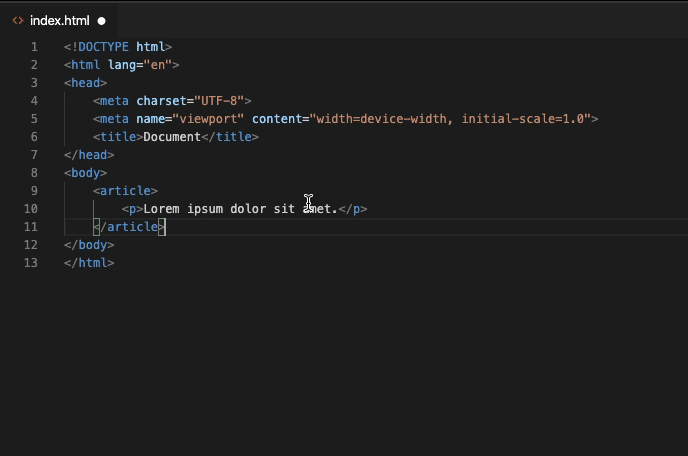 <> index.html
1 <!DOCTYPE html>
2 <html lang="en">
3 <head>
4     <meta charset="UTF-8">
5     <meta name="viewport" content="width=device-width, initial-scale=1.0">
6     <title>Document</title>
7 </head>
8 <body>
9     <article>
10         <p>Lorem ipsum dolor sit amet.</p>
11     </article>
12 </body>
13 </html>